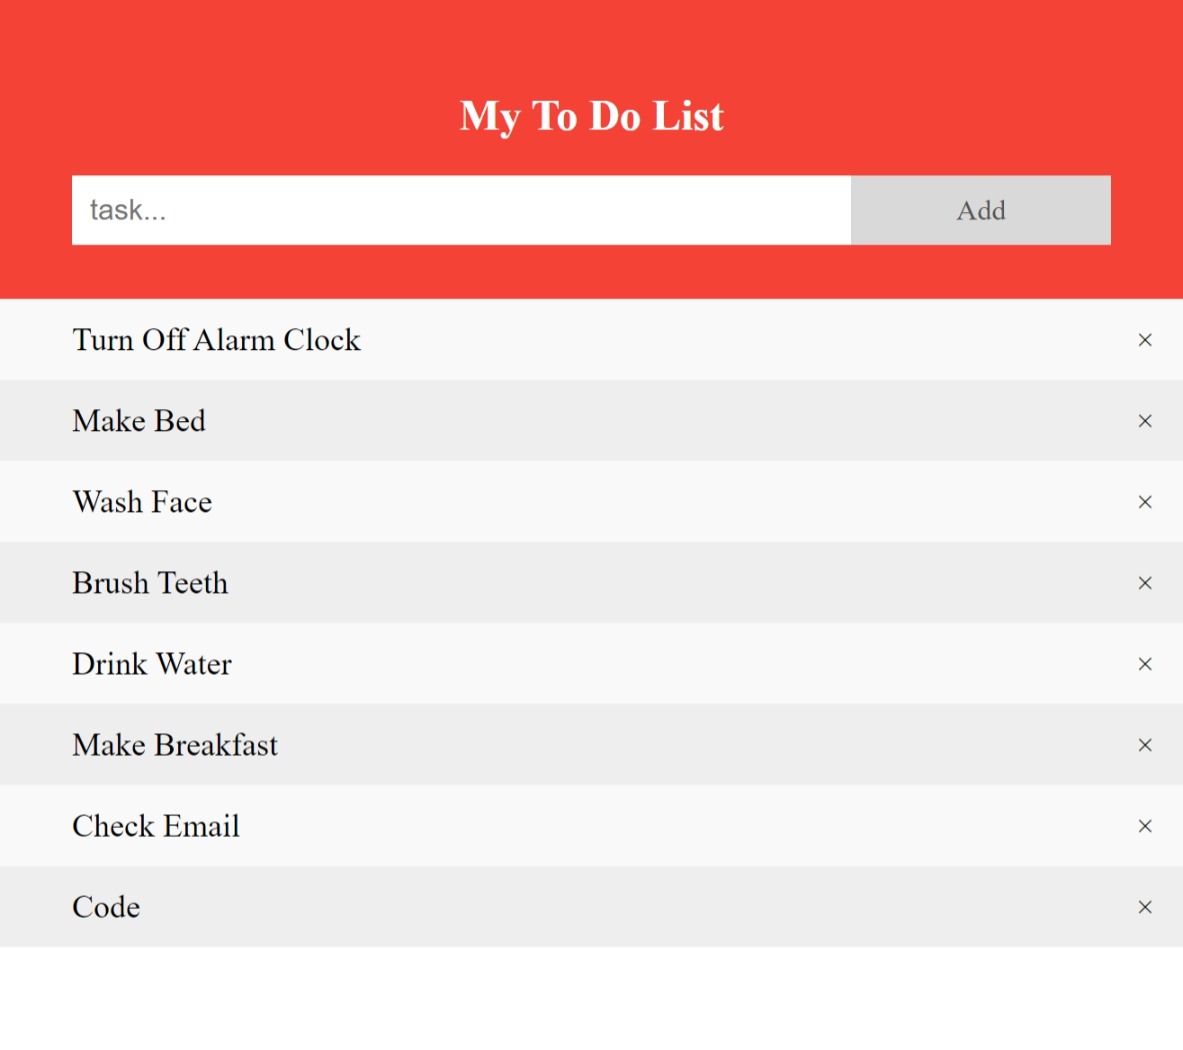 My To Do List
task...
Add
Turn Off Alarm Clock ×
Make Bed ×
Wash Face ×
Brush Teeth ×
Drink Water ×
Make Breakfast ×
Check Email ×
Code ×